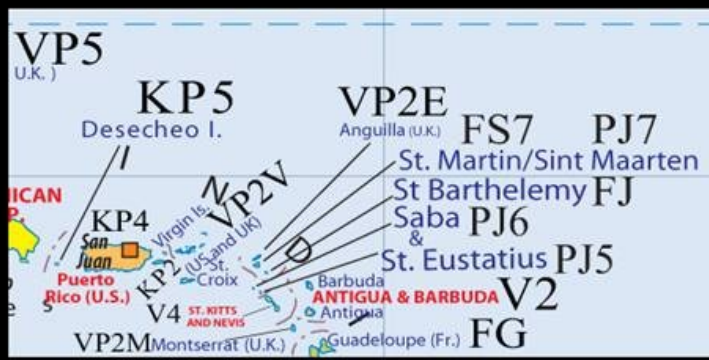 VP5
U.K. )
KP5
Desecheo I.
VP2E
Anguilla (U.K.)
FS7
PJ7
St. Martin/Sint Maarten
St Barthelemy FJ
Saba PJ6
&
St. Eustatius PJ5
NICAN
P.
KP4
San
Juan
Puerto
Rico (U.S.)
N
Virgin Is.
VP2V
(US and UK)
KP2
St.
Croix
D
Barbuda
ANTIGUA & BARBUDA V2
Antigua
V4
ST. KITTS
AND NEVIS
VP2M Montserrat (U.K.)
Guadeloupe (Fr.) FG
e s